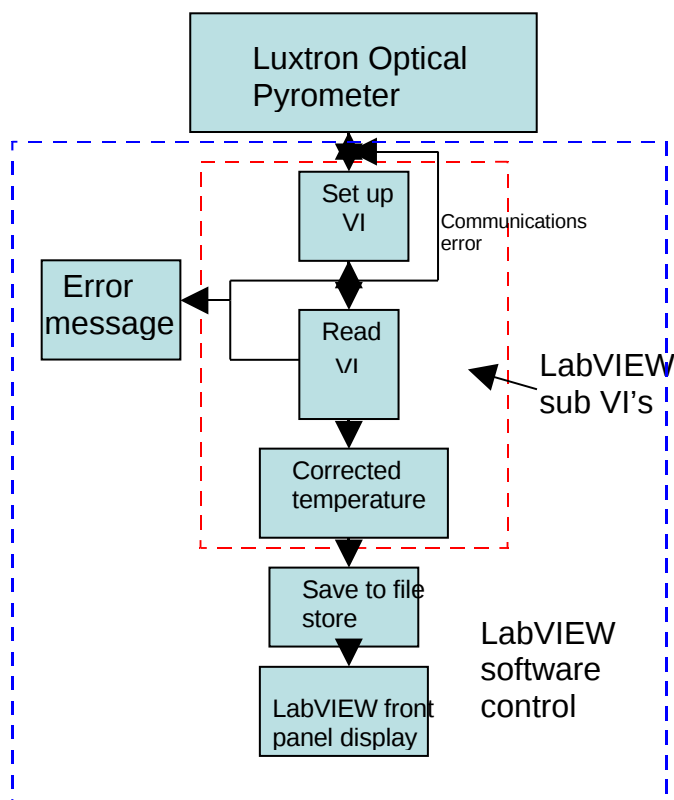 Luxtron Optical
Pyrometer
Set up
VI
Communications
error
Error
message
Read
VI
LabVIEW
sub VI's
Corrected
temperature
Save to file
store
LabVIEW
software
control
LabVIEW front
panel display